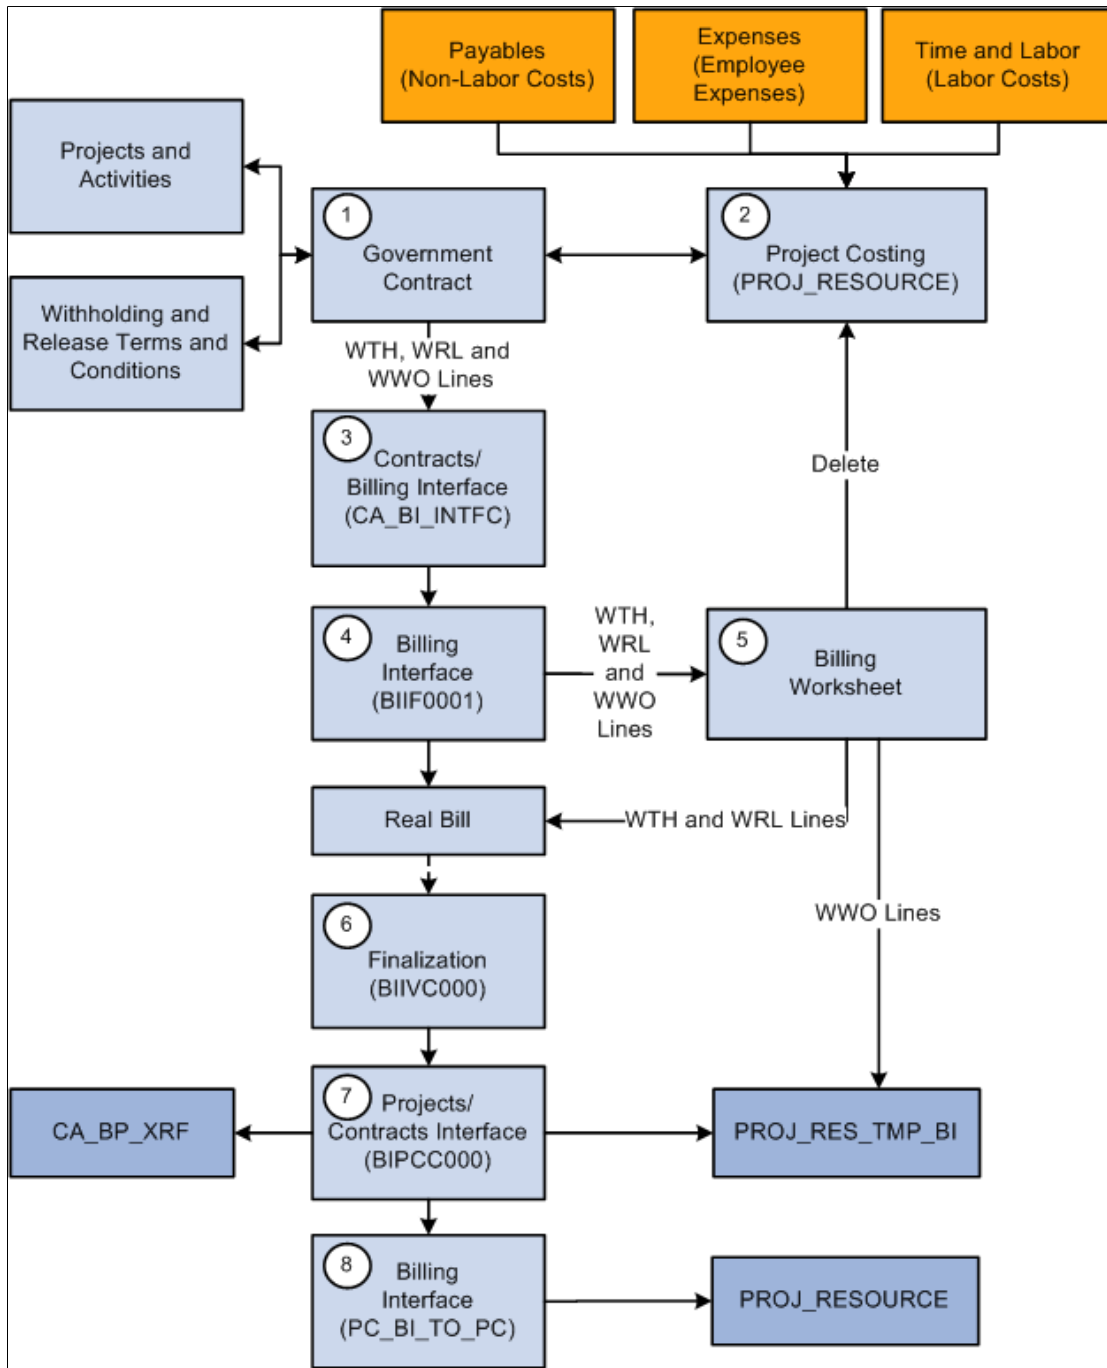 Payables
(Non-Labor Costs)
Expenses
(Employee
Expenses)
Time and Labor
(Labor Costs)
Projects and
Activities
1
Government
Contract
2
Project Costing
(PROJ_RESOURCE)
Withholding and
Release Terms and
Conditions
WTH, WRL and
WWO Lines
3
Contracts/
Billing Interface
(CA_BI_INTFC)
Delete
4
Billing
Interface
(BIIF0001)
WTH,
WRL
and
WWO
Lines
5
Billing
Worksheet
Real Bill
WTH and WRL Lines
WWO Lines
6
Finalization
(BIIVC000)
7
Projects/
Contracts Interface
(BIPCC000)
CA_BP_XRF
PROJ_RES_TMP_BI
8
Billing
Interface
(PC_BI_TO_PC)
PROJ_RESOURCE